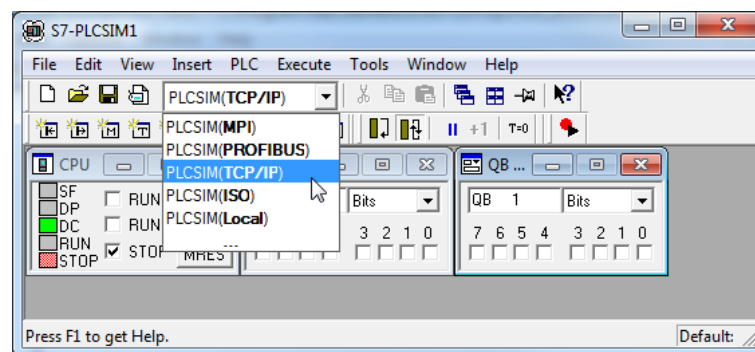 S7-PLCSIM1
File Edit View Insert PLC Execute Tools Window Help
PLCSIM(TCP/IP)
+1 T=0
PLCSIM(MPI)
PLCSIM(PROFIBUS)
PLCSIM(TCP/IP)
PLCSIM(ISO)
PLCSIM(Local)
...
CPU
SF
DP
DC
RUN
STOP
RUN
RUN
STOP
MRES
Bits
3 2 1 0
QB ...
QB 1 Bits
7 6 5 4 3 2 1 0
Press F1 to get Help.
Default: